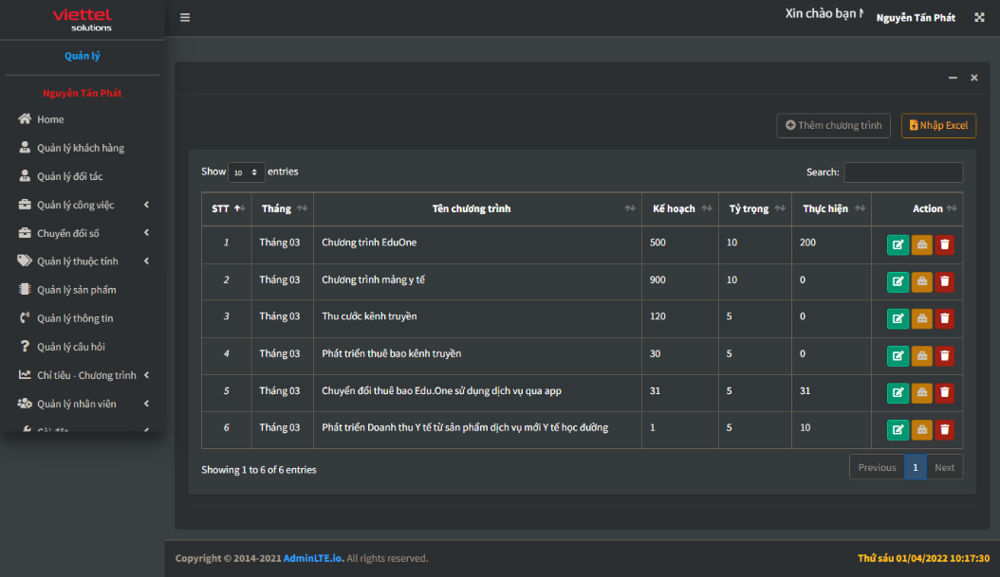 viettel
solutions
Xin chào bạn
Nguyễn Tấn Phát
Quản lý
Nguyễn Tấn Phát
Home
Quản lý khách hàng
Quản lý đối tác
Quản lý công việc
Chuyển đổi số
Quản lý thuộc tính
Quản lý sản phẩm
Quản lý thông tin
Quản lý câu hỏi
Chỉ tiêu - Chương trình
Quản lý nhân viên
Cài đặt
Thêm chương trình
Nhập Excel
Show 10 entries
Search:
STT Tháng Tên chương trình Kế hoạch Tỷ trọng Thực hiện Action
1 Tháng 03 Chương trình EduOne 500 10 200
2 Tháng 03 Chương trình mảng y tế 900 10 0
3 Tháng 03 Thu cước kênh truyền 120 5 0
4 Tháng 03 Phát triển thuê bao kênh truyền 30 5 0
5 Tháng 03 Chuyển đổi thuê bao Edu.One sử dụng dịch vụ qua app 31 5 31
6 Tháng 03 Phát triển Doanh thu Y tế từ sản phẩm dịch vụ mới Y tế học đường 1 5 10
Showing 1 to 6 of 6 entries
Previous 1 Next
Copyright © 2014-2021 AdminLTE.io. All rights reserved.
Thứ sáu 01/04/2022 10:17:30